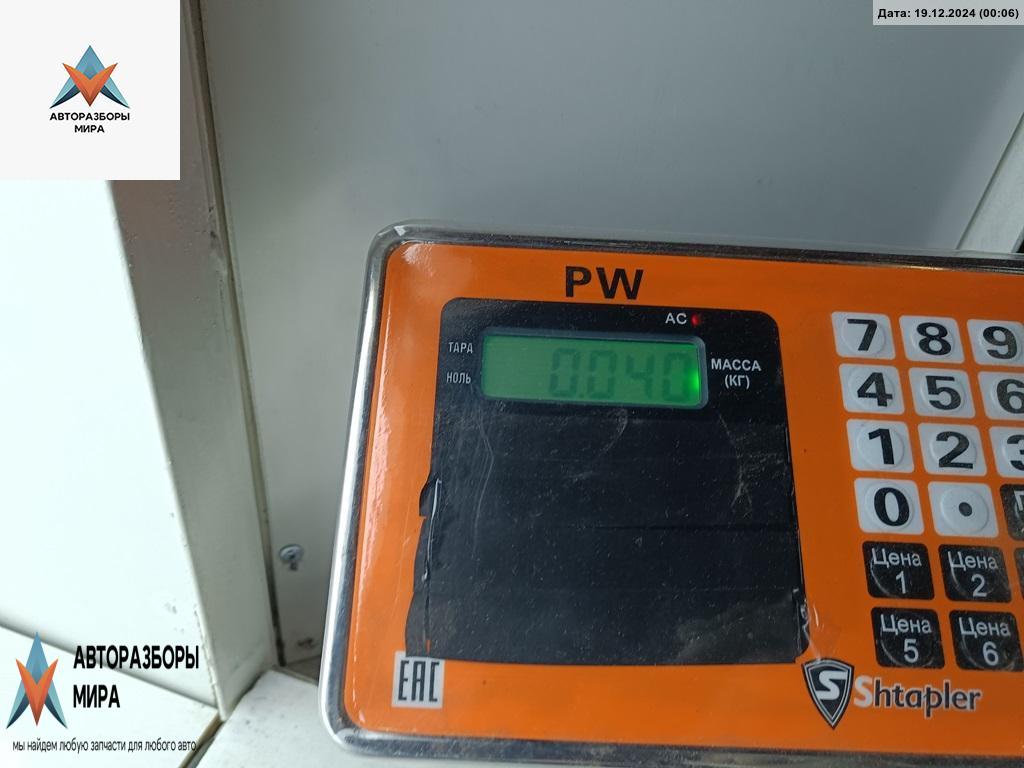 Дата: 19.12.2024 (00:06)
АВТОРАЗБОРЫ
МИРА
PW
AC
ТАРА
НОЛЬ
0.040
МАССА
(КГ)
7 8 9
4 5 6
1 2 3
0 .
Цена
1
Цена
2
Цена
5
Цена
6
EAC
Shtapler
АВТОРАЗБОРЫ
МИРА
мы найдем любую запчасти для любого авто